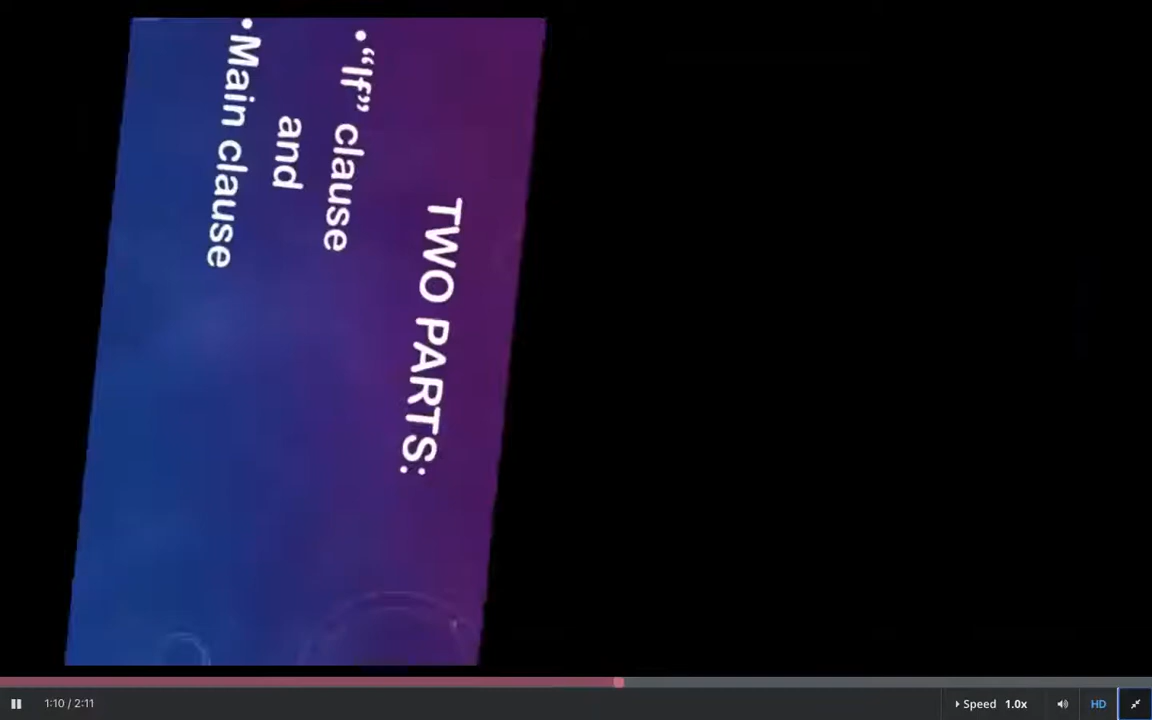 TWO PARTS:
•“If” clause
and
•Main clause
1:10 / 2:11
Speed 1.0x
HD